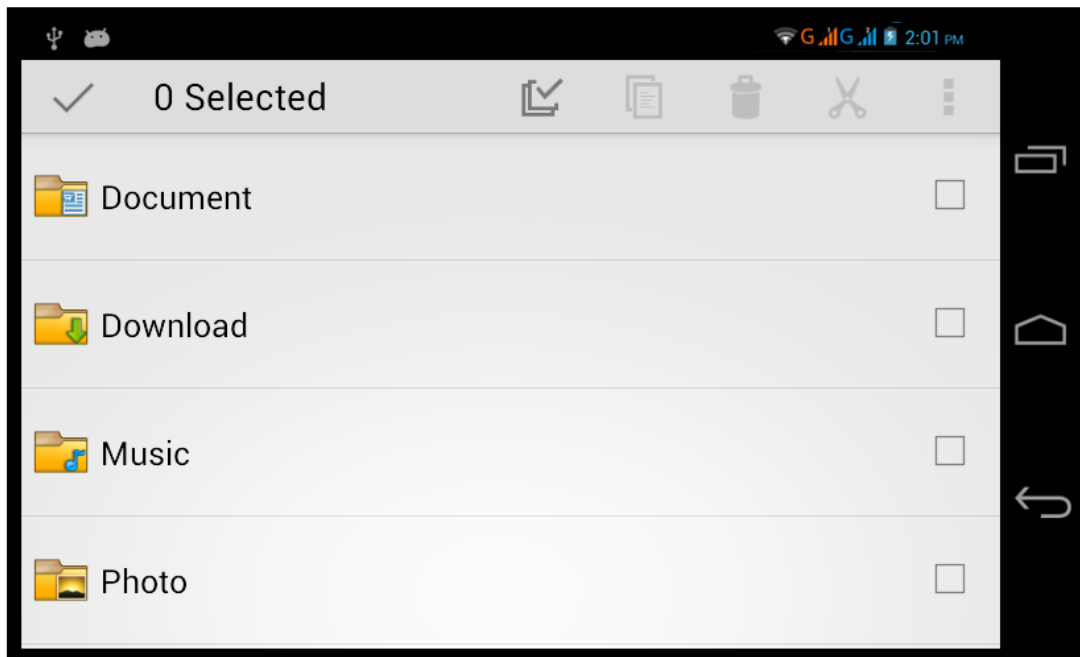 G G 2:01 PM
0 Selected
Document
Download
Music
Photo